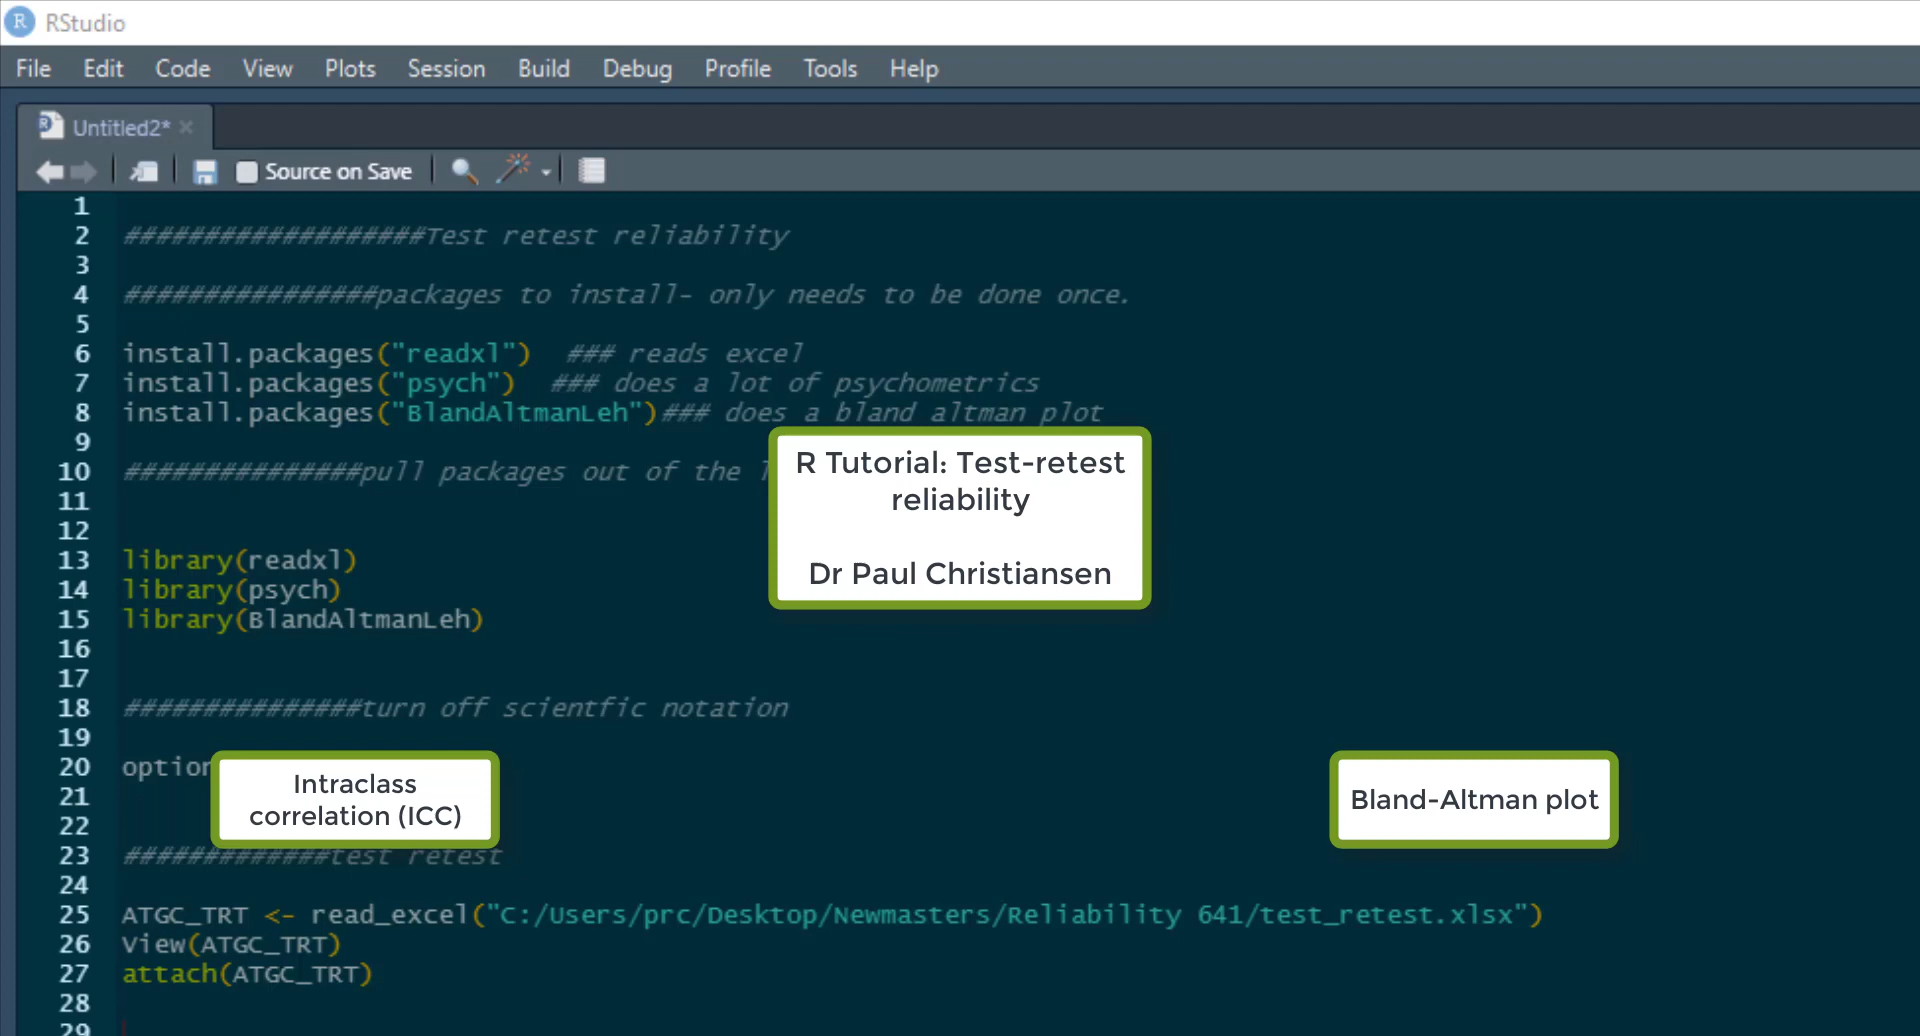 RStudio
File Edit Code View Plots Session Build Debug Profile Tools Help
Untitled2*
Source on Save
1
2 ###################Test retest reliability
3
4 ################packages to install- only needs to be done once.
5
6 install.packages("readxl") ### reads excel
7 install.packages("psych") ### does a lot of psychometrics
8 install.packages("BlandAltmanLeh")### does a bland altman plot
9
10 ###############pull packages out of the
11
12
13 library(readxl)
14 library(psych)
15 library(BlandAltmanLeh)
16
17
18 ###############turn off scientfic notation
19
20 option
21
22
23 #############test retest
24
25 ATGC_TRT <- read_excel("C:/Users/prc/Desktop/Newmasters/Reliability 641/test_retest.xlsx")
26 View(ATGC_TRT)
27 attach(ATGC_TRT)
28
29
R Tutorial: Test-retest
reliability
Dr Paul Christiansen
Intraclass
correlation (ICC)
Bland-Altman plot